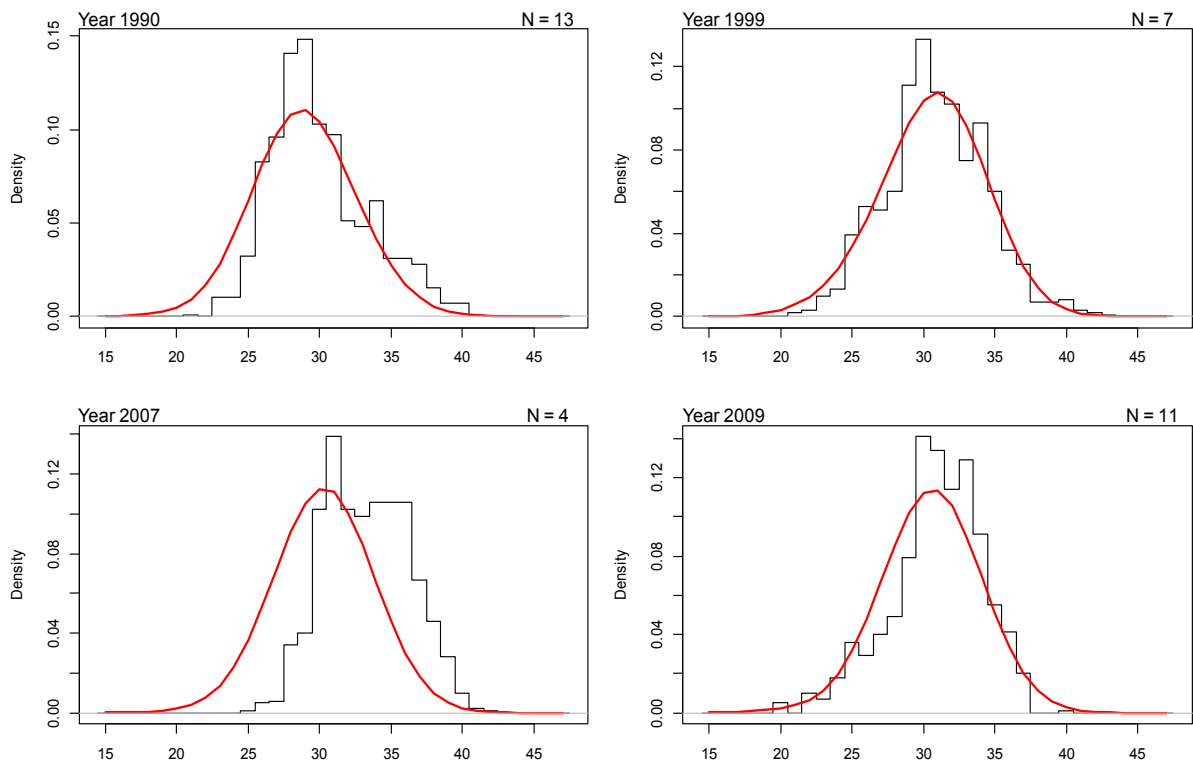 Year 1990 N = 13
Density
0.00 0.05 0.10 0.15
15 20 25 30 35 40 45
Year 1999 N = 7
Density
0.00 0.04 0.08 0.12
15 20 25 30 35 40 45
Year 2007 N = 4
Density
0.00 0.04 0.08 0.12
15 20 25 30 35 40 45
Year 2009 N = 11
Density
0.00 0.04 0.08 0.12
15 20 25 30 35 40 45